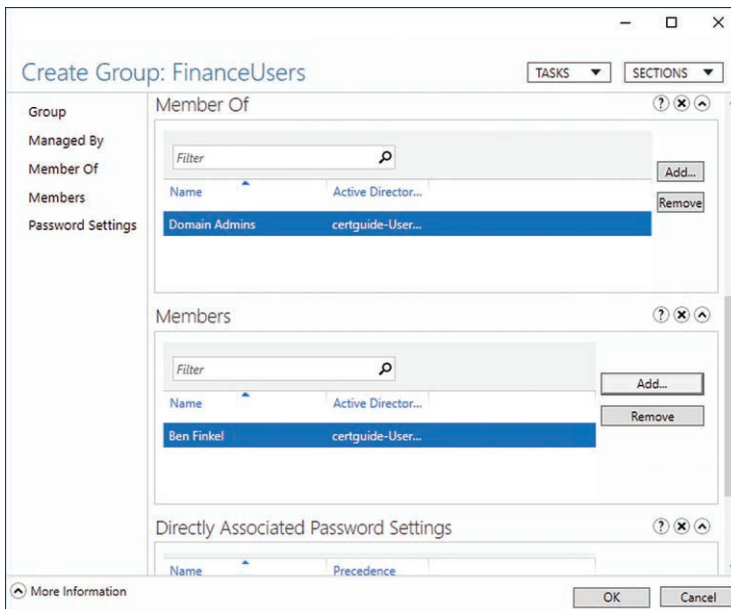 Create Group: FinanceUsers
TASKS
SECTIONS
Group
Managed By
Member Of
Members
Password Settings
Member Of
Filter
Name Active Director...
Domain Admins certguide-User...
Add...
Remove
Members
Filter
Name Active Director...
Ben Finkel certguide-User...
Add...
Remove
Directly Associated Password Settings
Name Precedence
More Information
OK Cancel